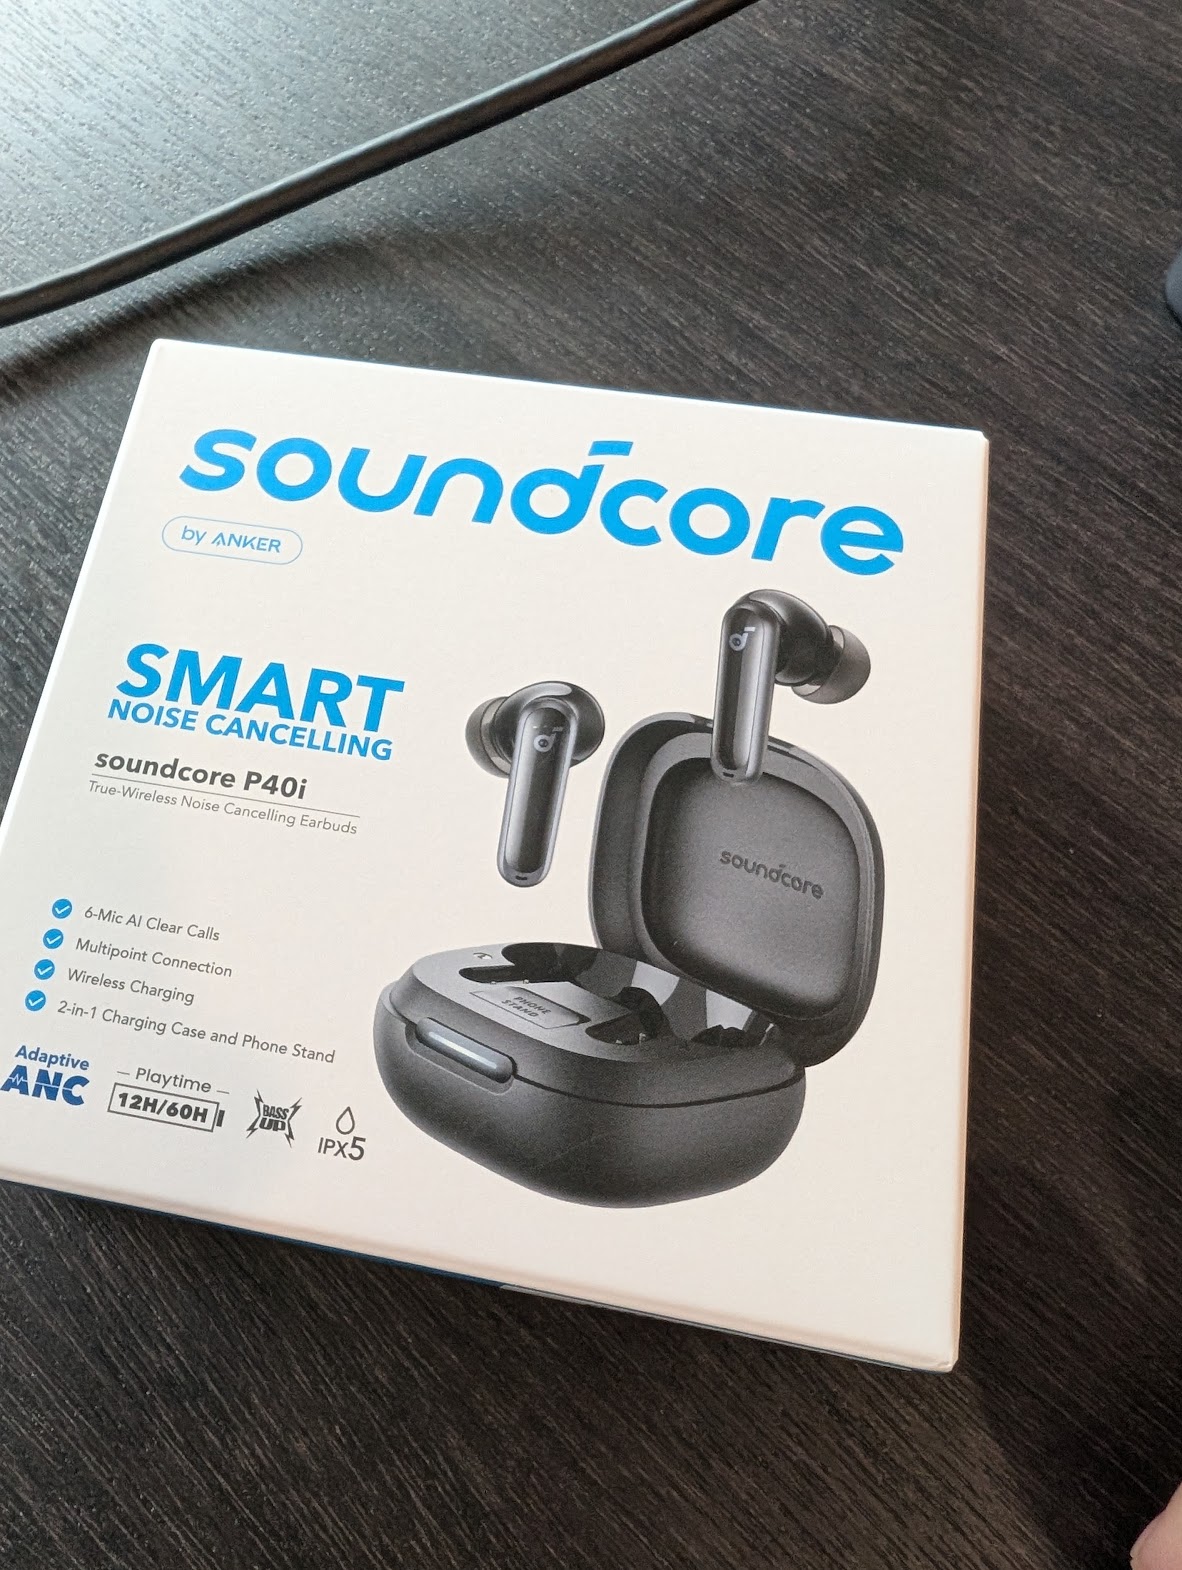 soundcore
by ANKER
SMART
NOISE CANCELLING
soundcore P40i
True-Wireless Noise Cancelling Earbuds
soundcore
6-Mic AI Clear Calls
Multipoint Connection
Wireless Charging
2-in-1 Charging Case and Phone Stand
PHONE
STAND
Adaptive
ANC
Playtime
12H/60H
BASS
UP
IPX5